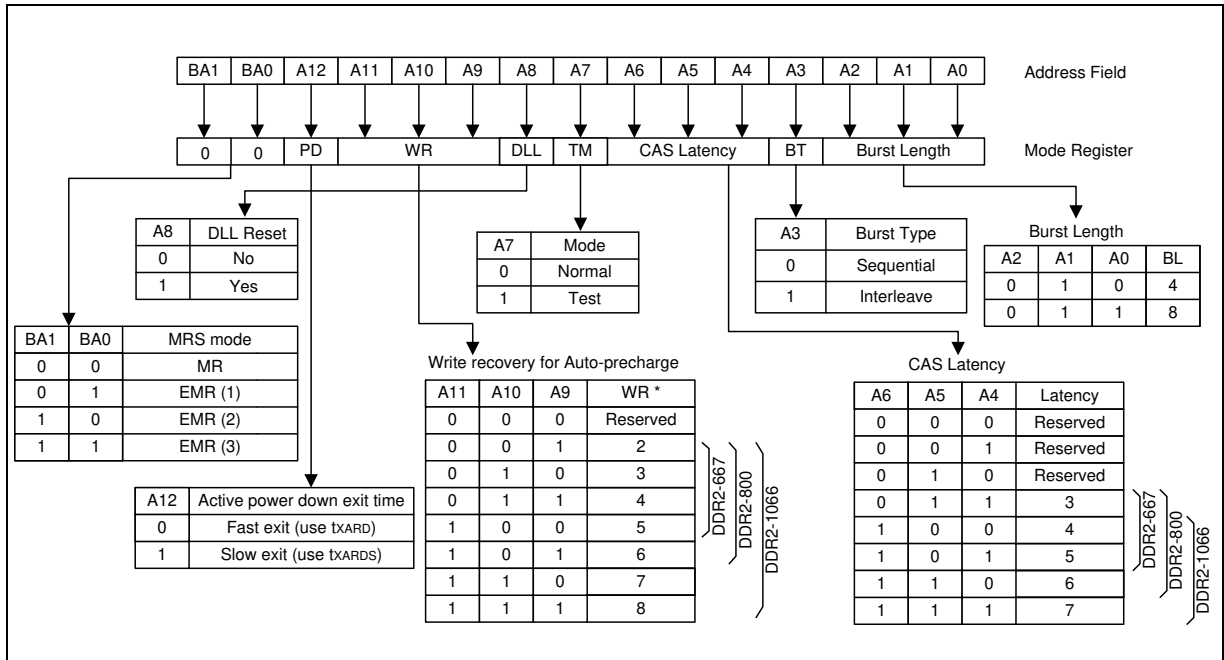 BA1 BA0 A12 A11 A10 A9 A8 A7 A6 A5 A4 A3 A2 A1 A0 Address Field
0 0 PD WR DLL TM CAS Latency BT Burst Length Mode Register
A8 DLL Reset
0 No
1 Yes
A7 Mode
0 Normal
1 Test
A3 Burst Type
0 Sequential
1 Interleave
Burst Length
A2 A1 A0 BL
0 1 0 4
0 1 1 8
BA1 BA0 MRS mode
0 0 MR
0 1 EMR (1)
1 0 EMR (2)
1 1 EMR (3)
A12 Active power down exit time
0 Fast exit (use tXARD)
1 Slow exit (use tXARDS)
Write recovery for Auto-precharge
A11 A10 A9 WR *
0 0 0 Reserved
0 0 1 2
0 1 0 3
0 1 1 4
1 0 0 5
1 0 1 6
1 1 0 7
1 1 1 8
DDR2-667
DDR2-800
DDR2-1066
CAS Latency
A6 A5 A4 Latency
0 0 0 Reserved
0 0 1 Reserved
0 1 0 Reserved
0 1 1 3
1 0 0 4
1 0 1 5
1 1 0 6
1 1 1 7
DDR2-667
DDR2-800
DDR2-1066